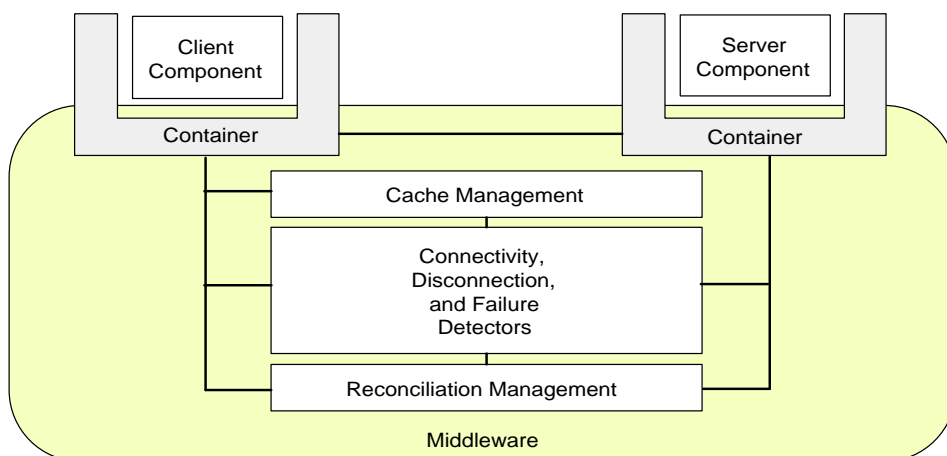 Client
Component
Server
Component
Container
Container
Cache Management
Connectivity,
Disconnection,
and Failure
Detectors
Reconciliation Management
Middleware